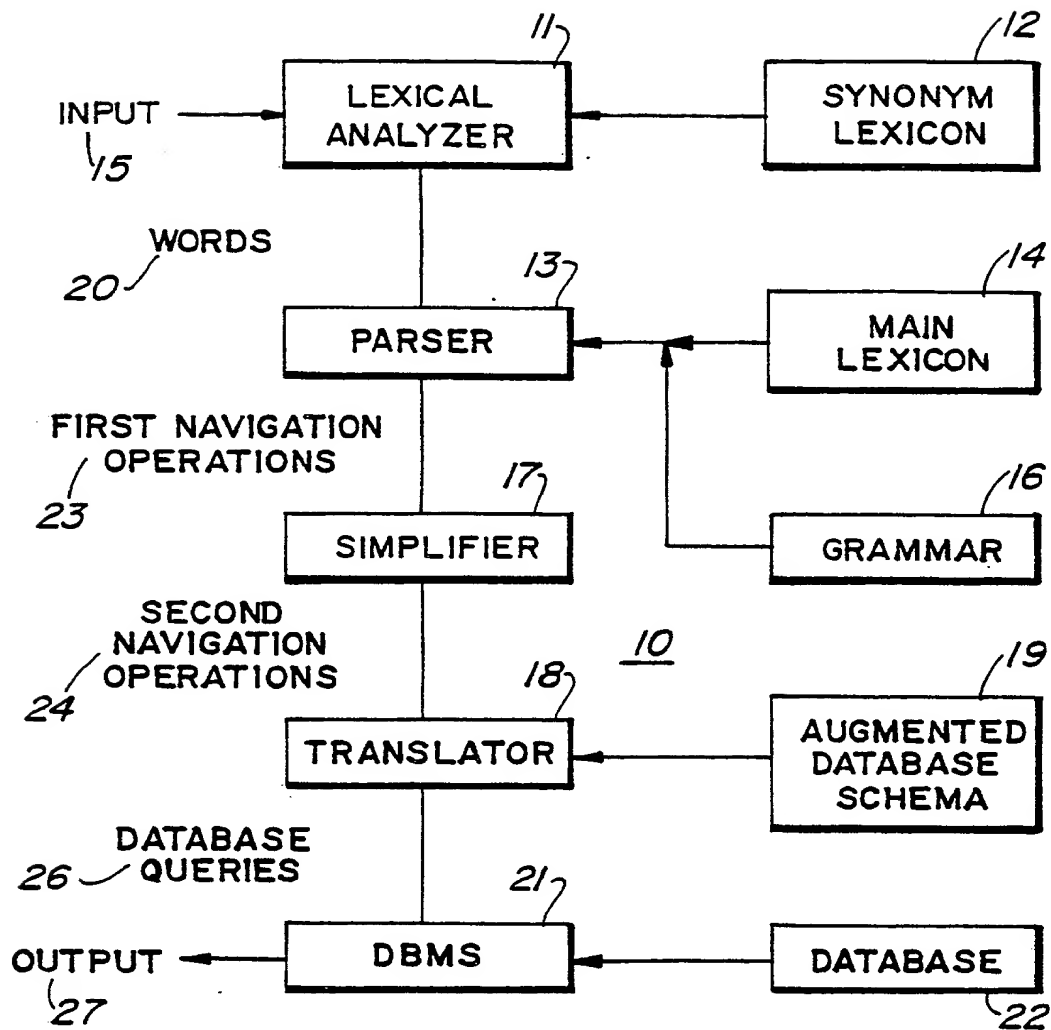 11
12
INPUT
15
LEXICAL
ANALYZER
SYNONYM
LEXICON
WORDS
20
13
14
PARSER
MAIN
LEXICON
FIRST NAVIGATION
OPERATIONS
23
17
16
SIMPLIFIER
GRAMMAR
SECOND
NAVIGATION
OPERATIONS
24
10
18
19
TRANSLATOR
AUGMENTED
DATABASE
SCHEMA
DATABASE
QUERIES
26
21
OUTPUT
27
DBMS
DATABASE
22